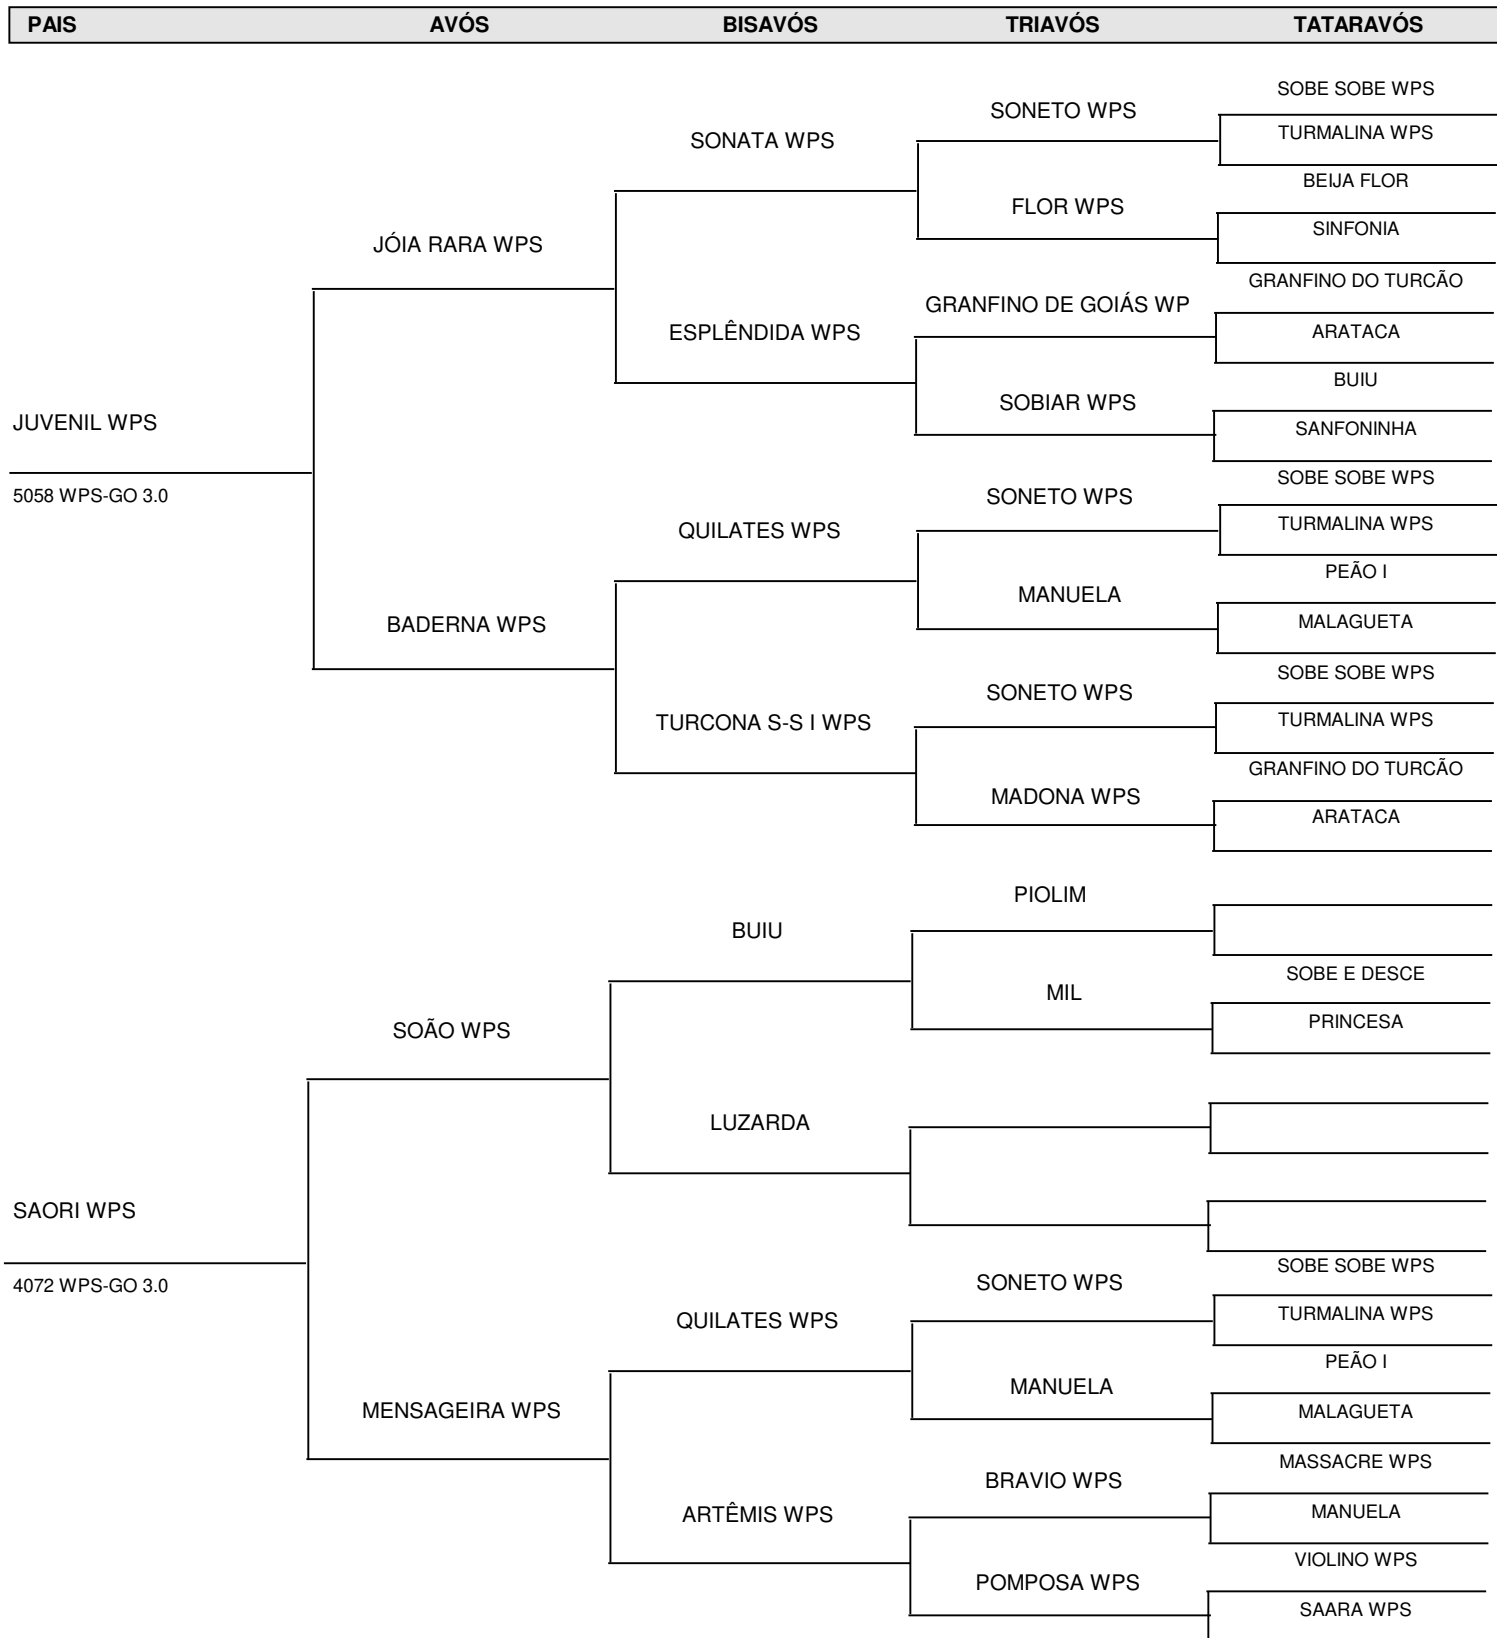 PAIS AVÓS BISAVÓS TRIAVÓS TATARAVÓS
SOBE SOBE WPS
SONETO WPS
TURMALINA WPS
SONATA WPS
BEIJA FLOR
FLOR WPS
SINFONIA
JÓIA RARA WPS
GRANFINO DO TURCÃO
GRANFINO DE GOIÁS WP
ARATACA
ESPLÊNDIDA WPS
BUIU
SOBIAR WPS
SANFONINHA
JUVENIL WPS
5058 WPS-GO 3.0
SOBE SOBE WPS
SONETO WPS
TURMALINA WPS
QUILATES WPS
PEÃO I
MANUELA
MALAGUETA
BADERNA WPS
SOBE SOBE WPS
SONETO WPS
TURMALINA WPS
TURCONA S-S I WPS
GRANFINO DO TURCÃO
MADONA WPS
ARATACA
PIOLIM
BUIU
SOBE E DESCE
MIL
PRINCESA
SOÃO WPS
LUZARDA
SAORI WPS
4072 WPS-GO 3.0
SOBE SOBE WPS
SONETO WPS
TURMALINA WPS
QUILATES WPS
PEÃO I
MANUELA
MALAGUETA
MENSAGEIRA WPS
MASSACRE WPS
BRAVIO WPS
MANUELA
ARTÊMIS WPS
VIOLINO WPS
POMPOSA WPS
SAARA WPS